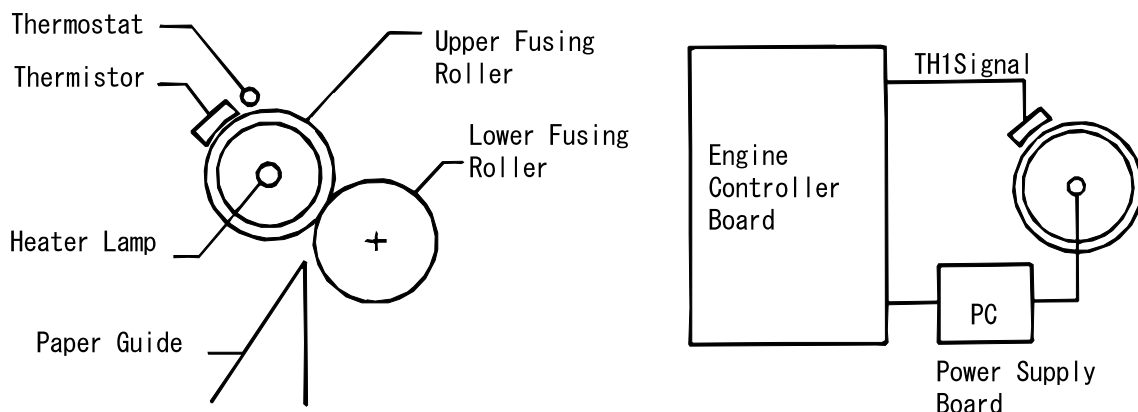 Thermostat
Thermistor
Upper Fusing
Roller
Lower Fusing
Roller
Heater Lamp
Paper Guide
TH1Signal
Engine
Controller
Board
PC
Power Supply
Board